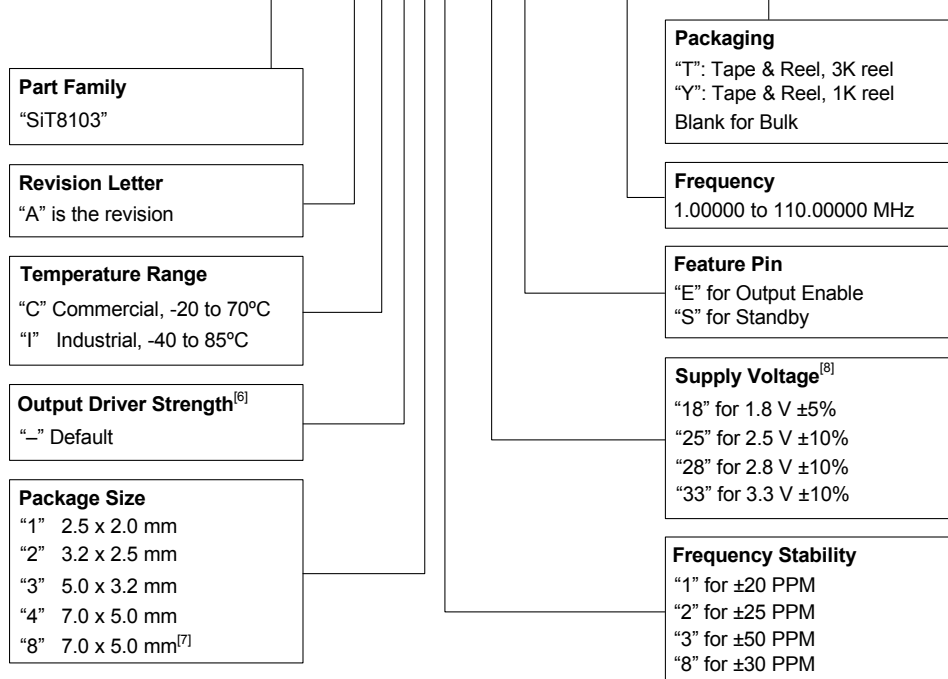 Part Family
“SiT8103”
Revision Letter
“A” is the revision
Temperature Range
“C” Commercial, -20 to 70ºC
“I” Industrial, -40 to 85ºC
Output Driver Strength[6]
“–” Default
Package Size
“1” 2.5 x 2.0 mm
“2” 3.2 x 2.5 mm
“3” 5.0 x 3.2 mm
“4” 7.0 x 5.0 mm
“8” 7.0 x 5.0 mm[7]
Packaging
“T”: Tape & Reel, 3K reel
“Y”: Tape & Reel, 1K reel
Blank for Bulk
Frequency
1.00000 to 110.00000 MHz
Feature Pin
“E” for Output Enable
“S” for Standby
Supply Voltage[8]
“18” for 1.8 V ±5%
“25” for 2.5 V ±10%
“28” for 2.8 V ±10%
“33” for 3.3 V ±10%
Frequency Stability
“1” for ±20 PPM
“2” for ±25 PPM
“3” for ±50 PPM
“8” for ±30 PPM